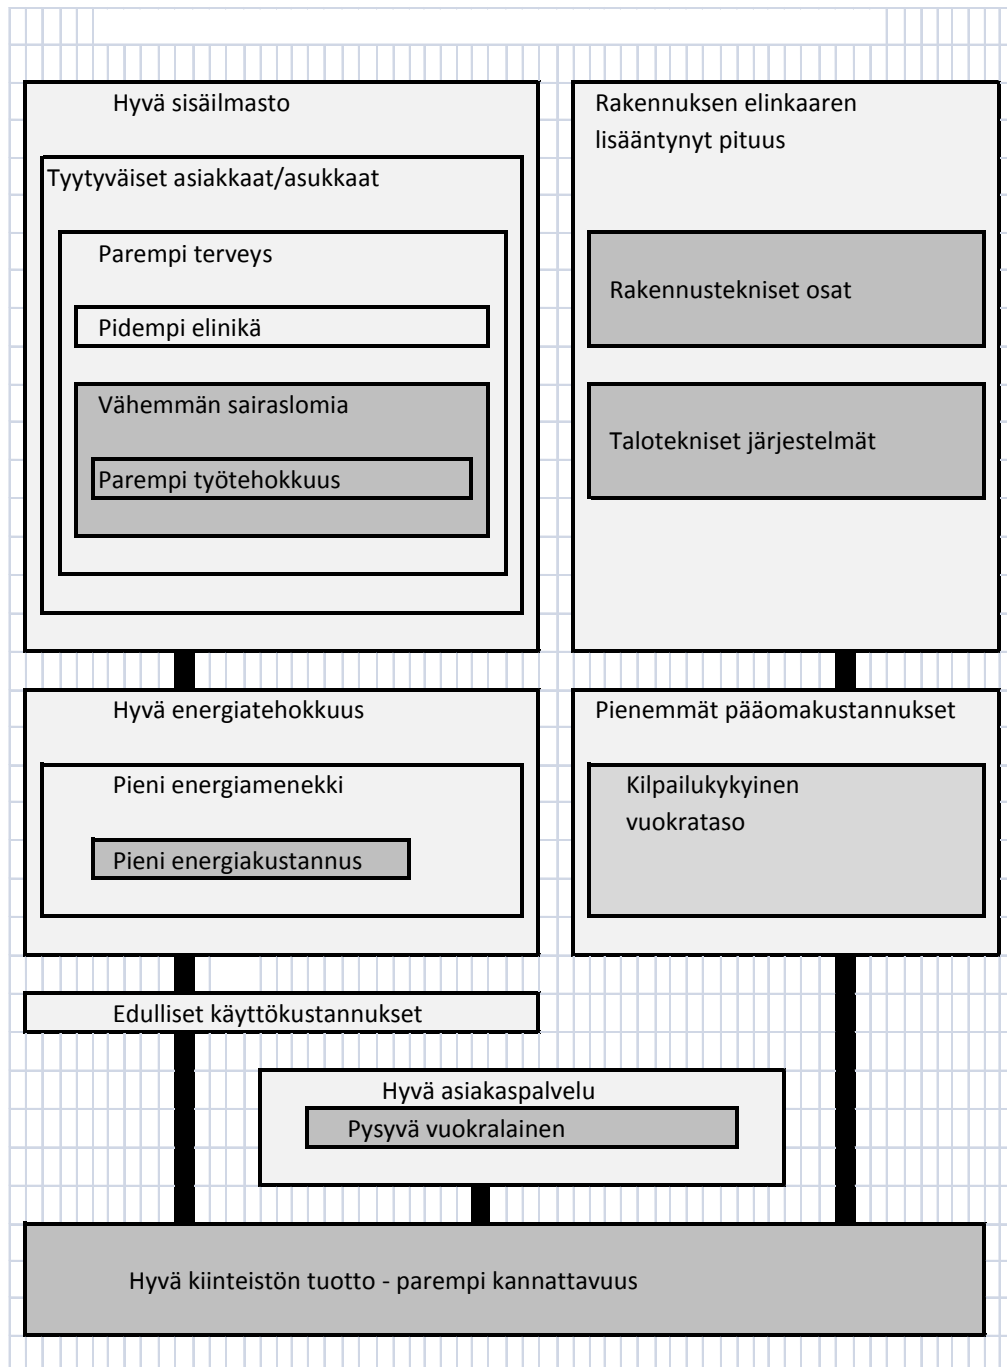 Hyvä sisäilmasto
Tyytyväiset asiakkaat/asukkaat
Parempi terveys
Pidempi elinikä
Vähemmän sairaslomia
Parempi työtehokkuus
Rakennuksen elinkaaren
lisääntynyt pituus
Rakennustekniset osat
Talotekniset järjestelmät
Hyvä energiatehokkuus
Pieni energiamenekki
Pieni energiakustannus
Pienemmät pääomakustannukset
Kilpailukykyinen
vuokrataso
Edulliset käyttökustannukset
Hyvä asiakaspalvelu
Pysyvä vuokralainen
Hyvä kiinteistön tuotto - parempi kannattavuus